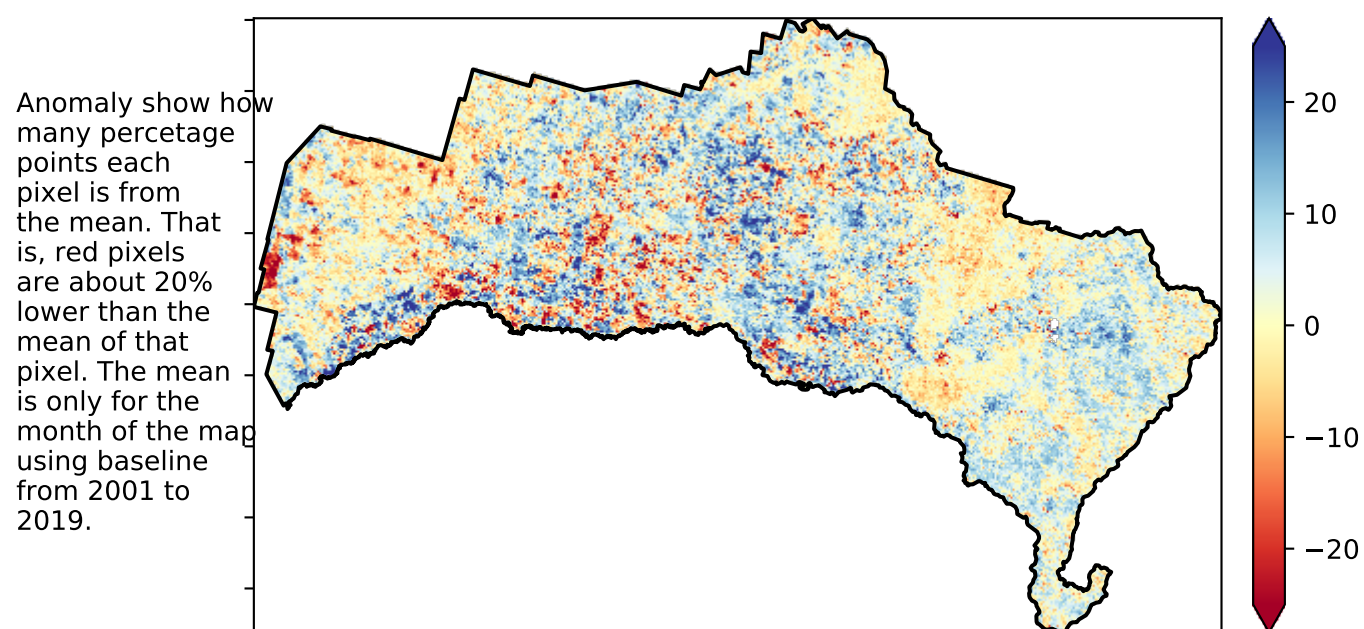 Anomaly show how
many percetage
points each
pixel is from
the mean. That
is, red pixels
are about 20%
lower than the
mean of that
pixel. The mean
is only for the
month of the map
using baseline
from 2001 to
2019.
20
10
0
−10
−20